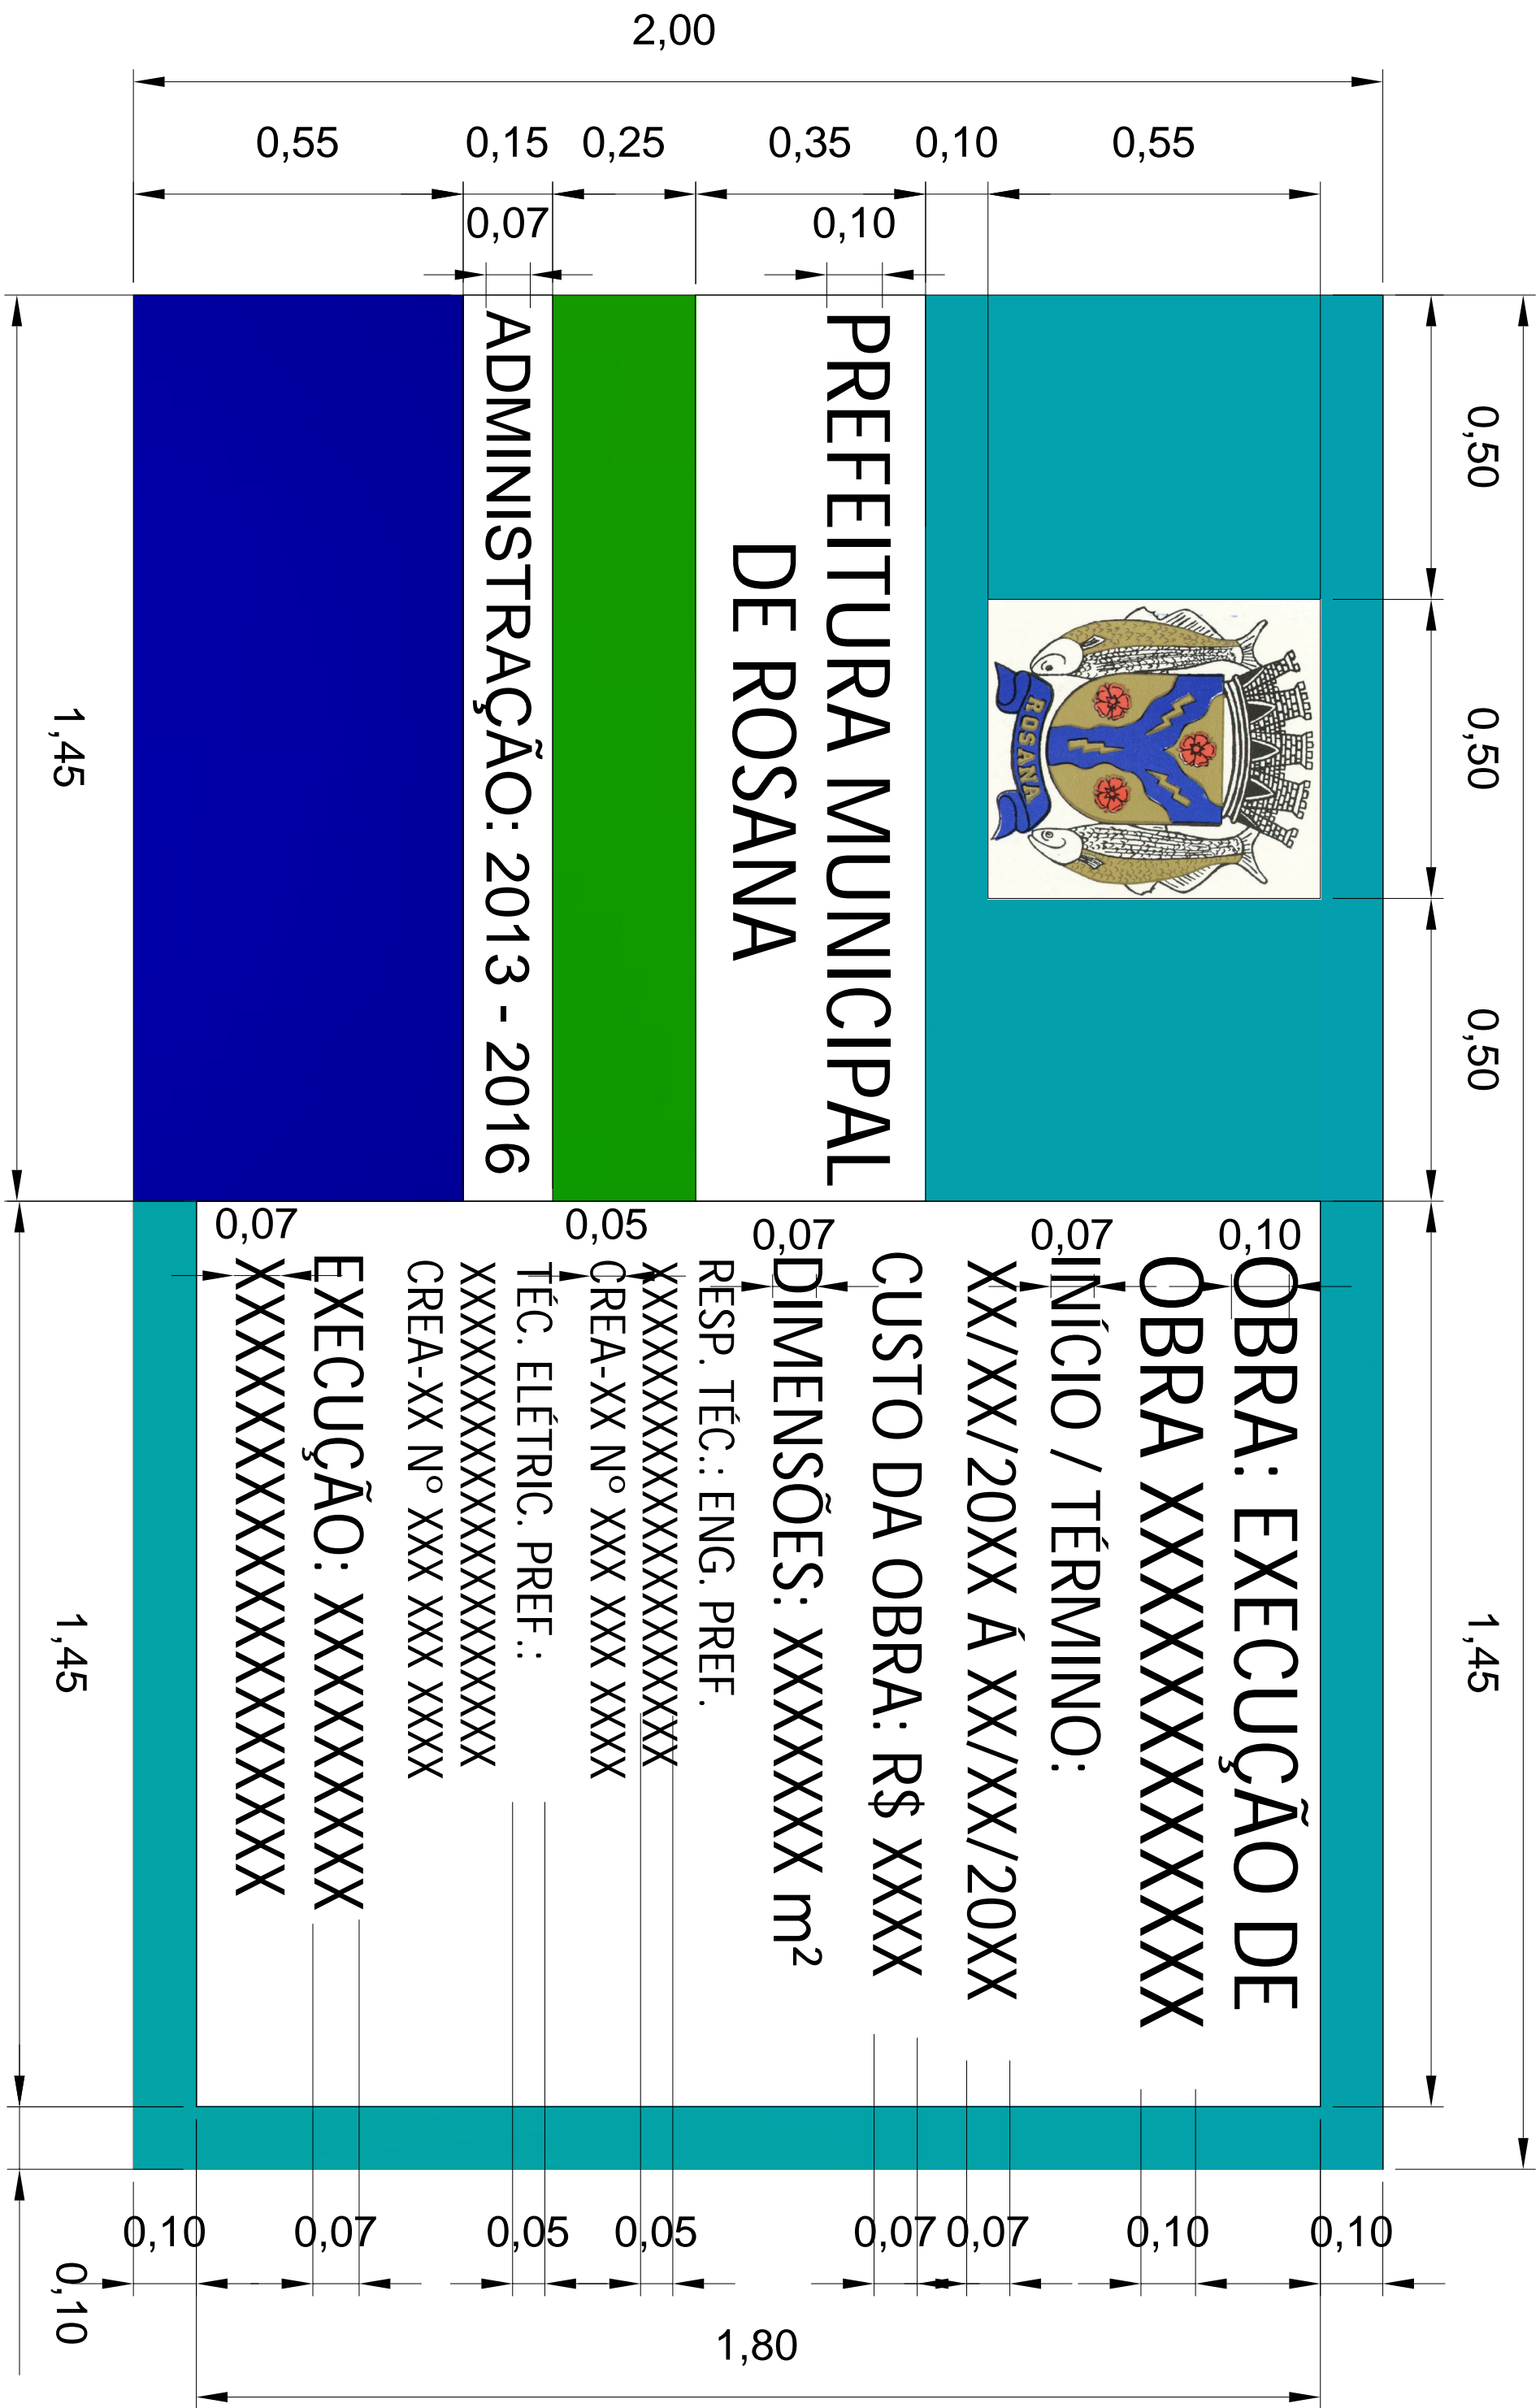 2,00
0,55
0,15
0,25
0,35
0,10
0,55
0,07
0,10
0,50
0,50
0,50
1,45
1,45
1,45
ROSANA
PREFEITURA MUNICIPAL
DE ROSANA
ADMINISTRAÇÃO: 2013 - 2016
0,07
0,05
0,07
0,07
0,10
OBRA: EXECUÇÃO DE
OBRA XXXXXXXXXXXX
INÍCIO / TÉRMINO:
XX/XX/20XX Á XX/XX/20XX
CUSTO DA OBRA: R$ XXXX
DIMENSÕES: XXXXXXX m²
RESP. TÉC.: ENG. PREF.
XXXXXXXXXXXXXXXXXXXX
CREA-XX Nº XXX XXX XXXX
TÉC. ELÉTRIC. PREF.:
XXXXXXXXXXXXXXXXXXXX
CREA-XX Nº XXX XXX XXXX
EXECUÇÃO: XXXXXXXXX
XXXXXXXXXXXXXXXXXX
0,10
0,07
0,05
0,05
0,07
0,07
0,10
0,10
0,10
1,80